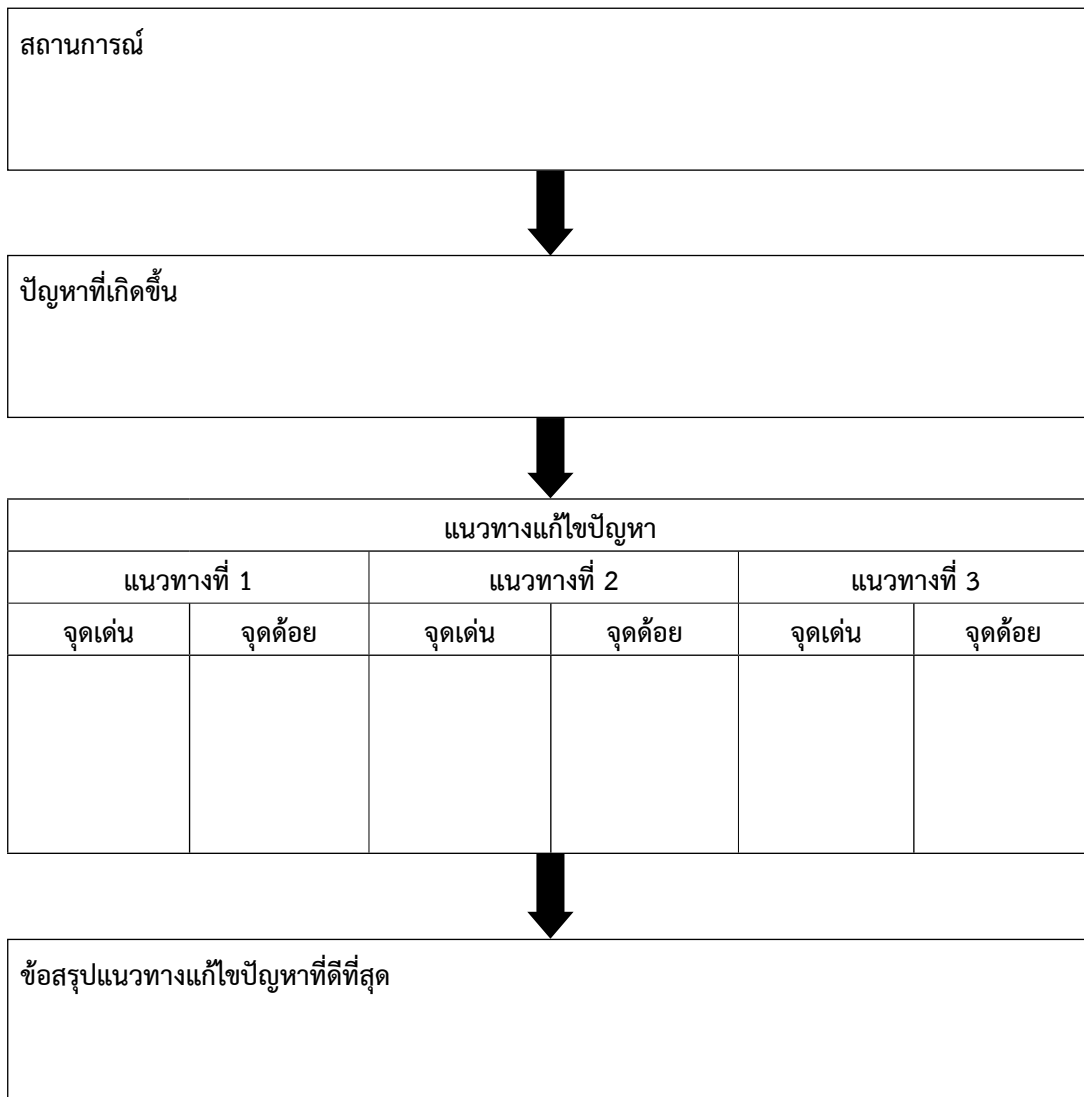 สถานการณ์
ปัญหาที่เกิดขึ้น
แนวทางแก้ไขปัญหา
แนวทางที่ 1 แนวทางที่ 2 แนวทางที่ 3
จุดเด่น จุดด้อย จุดเด่น จุดด้อย จุดเด่น จุดด้อย
ข้อสรุปแนวทางแก้ไขปัญหาที่ดีที่สุด